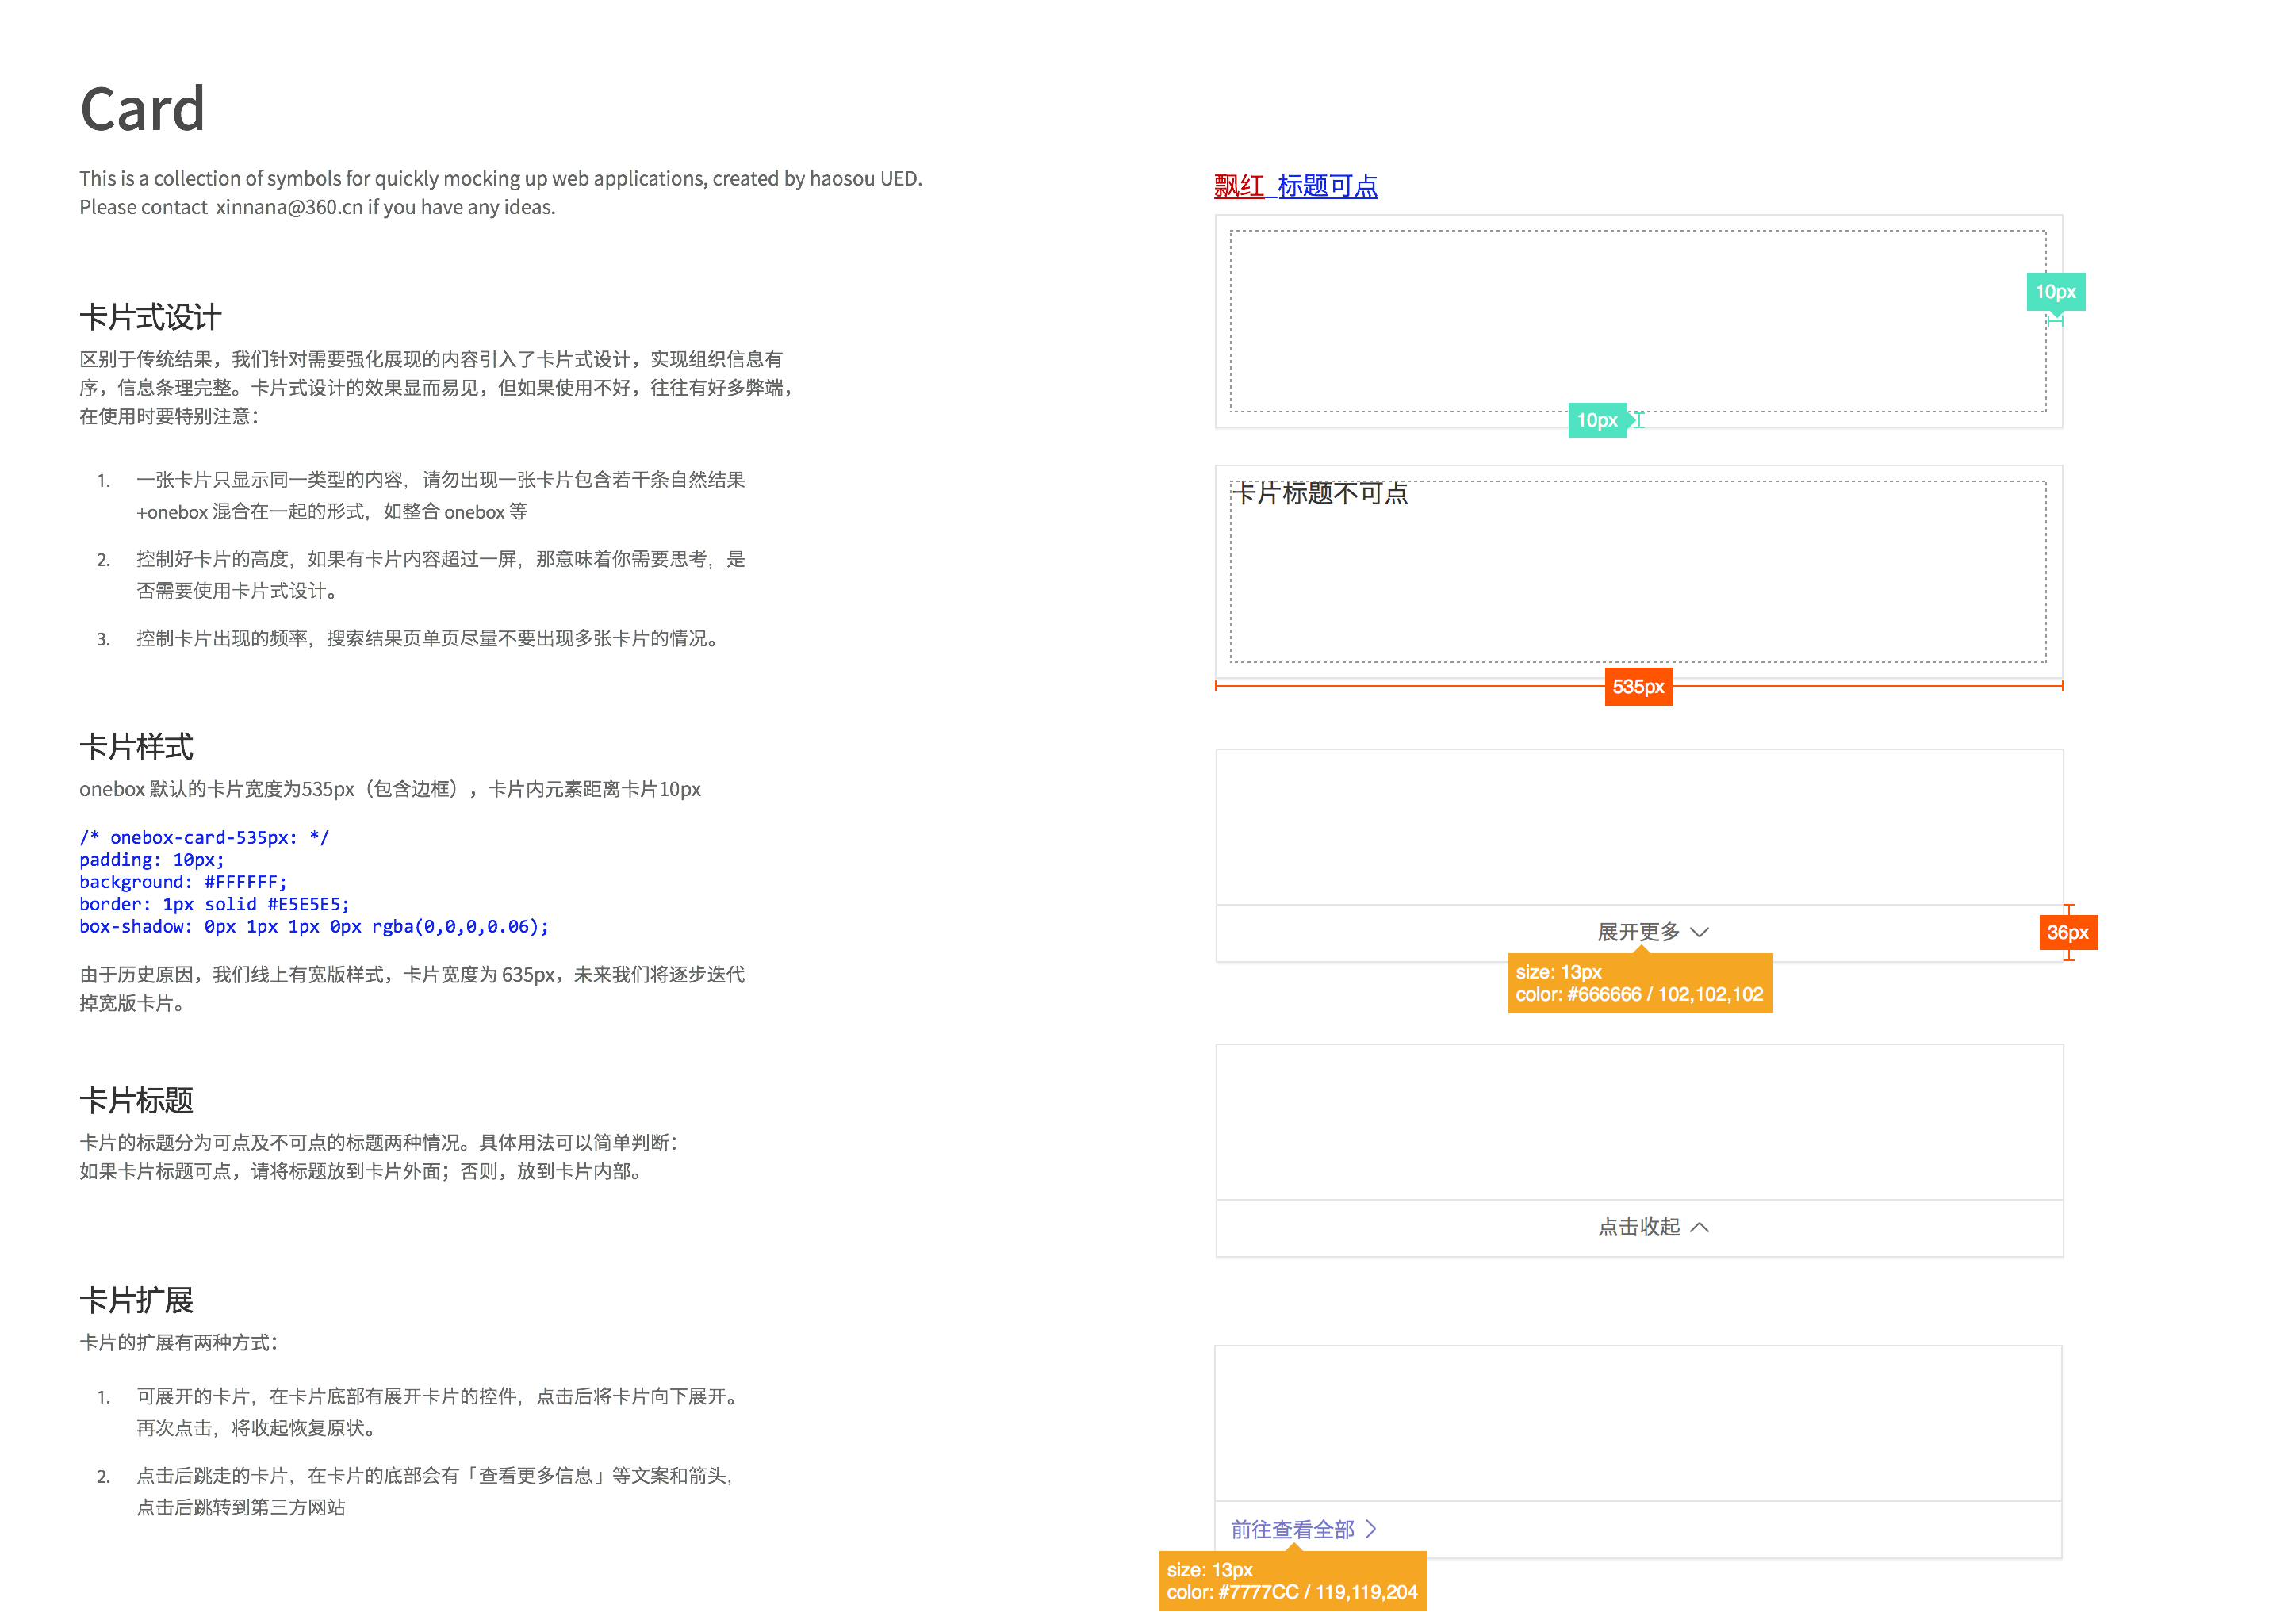 Card
This is a collection of symbols for quickly mocking up web applications, created by haosou UED.
Please contact  xinnana@360.cn if you have any ideas.
卡片式设计
区别于传统结果，我们针对需要强化展现的内容引入了卡片式设计，实现组织信息有
序，信息条理完整。卡片式设计的效果显而易见，但如果使用不好，往往有好多弊端，
在使用时要特别注意：
1. 一张卡片只显示同一类型的内容，请勿出现一张卡片包含若干条自然结果
+onebox 混合在一起的形式，如整合 onebox 等
2. 控制好卡片的高度，如果有卡片内容超过一屏，那意味着你需要思考，是
否需要使用卡片式设计。
3. 控制卡片出现的频率，搜索结果页单页尽量不要出现多张卡片的情况。
卡片样式
onebox 默认的卡片宽度为535px（包含边框），卡片内元素距离卡片10px
/* onebox-card-535px: */
padding: 10px;
background: #FFFFFF;
border: 1px solid #E5E5E5;
box-shadow: 0px 1px 1px 0px rgba(0,0,0,0.06);
由于历史原因，我们线上有宽版样式，卡片宽度为 635px，未来我们将逐步迭代
掉宽版卡片。
卡片标题
卡片的标题分为可点及不可点的标题两种情况。具体用法可以简单判断：
如果卡片标题可点，请将标题放到卡片外面；否则，放到卡片内部。
卡片扩展
卡片的扩展有两种方式：
1. 可展开的卡片，在卡片底部有展开卡片的控件，点击后将卡片向下展开。
再次点击，将收起恢复原状。
2. 点击后跳走的卡片，在卡片的底部会有「查看更多信息」等文案和箭头，
点击后跳转到第三方网站
飘红_标题可点
10px
10px
卡片标题不可点
535px
展开更多
36px
size: 13px
color: #666666 / 102,102,102
点击收起
前往查看全部
size: 13px
color: #7777CC / 119,119,204